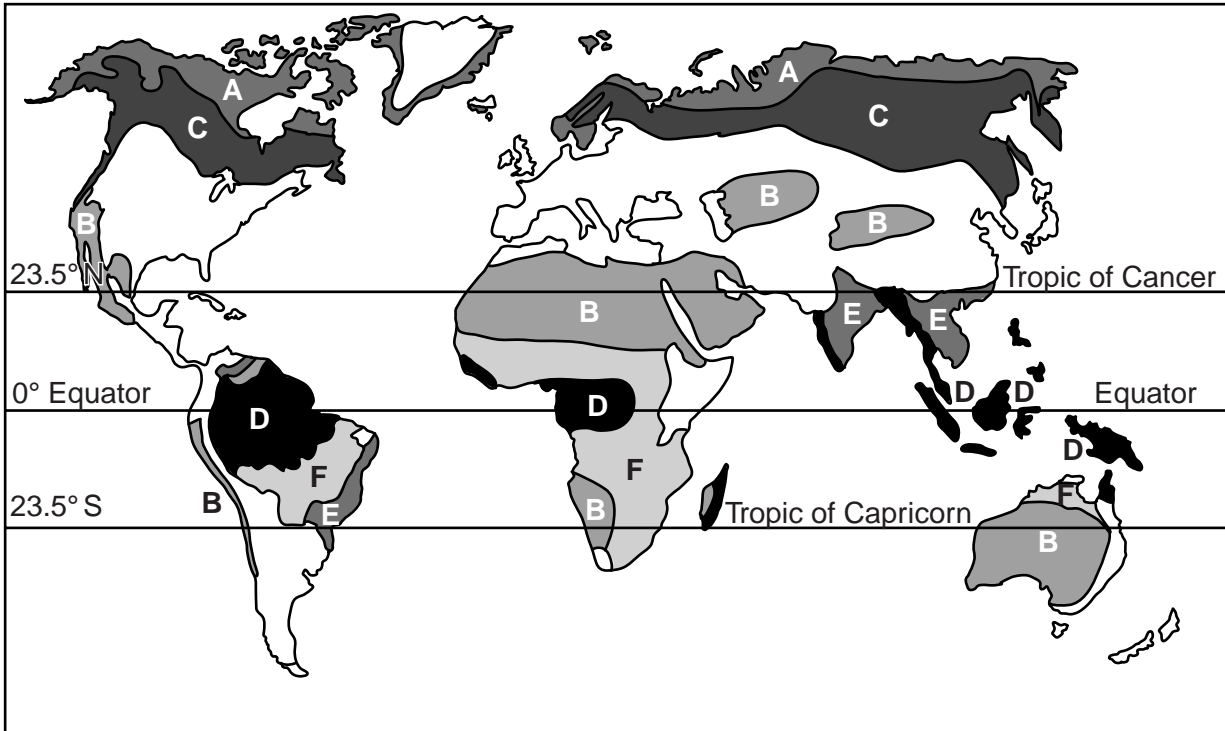 A
A
C
C
B
B
B
23.5° N
Tropic of Cancer
B
E
E
0° Equator
D
D
D
D
Equator
D
F
F
B
23.5° S
E
B
Tropic of Capricorn
F
B